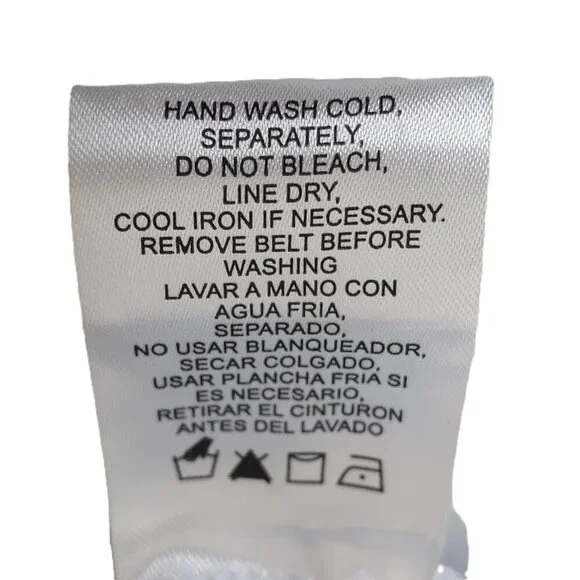 HAND WASH COLD,
SEPARATELY,
DO NOT BLEACH,
LINE DRY,
COOL IRON IF NECESSARY.
REMOVE BELT BEFORE
WASHING
LAVAR A MANO CON
AGUA FRIA,
SEPARADO,
NO USAR BLANQUEADOR,
SECAR COLGADO,
USAR PLANCHA FRIA SI
ES NECESARIO,
RETIRAR EL CINTURON
ANTES DEL LAVADO